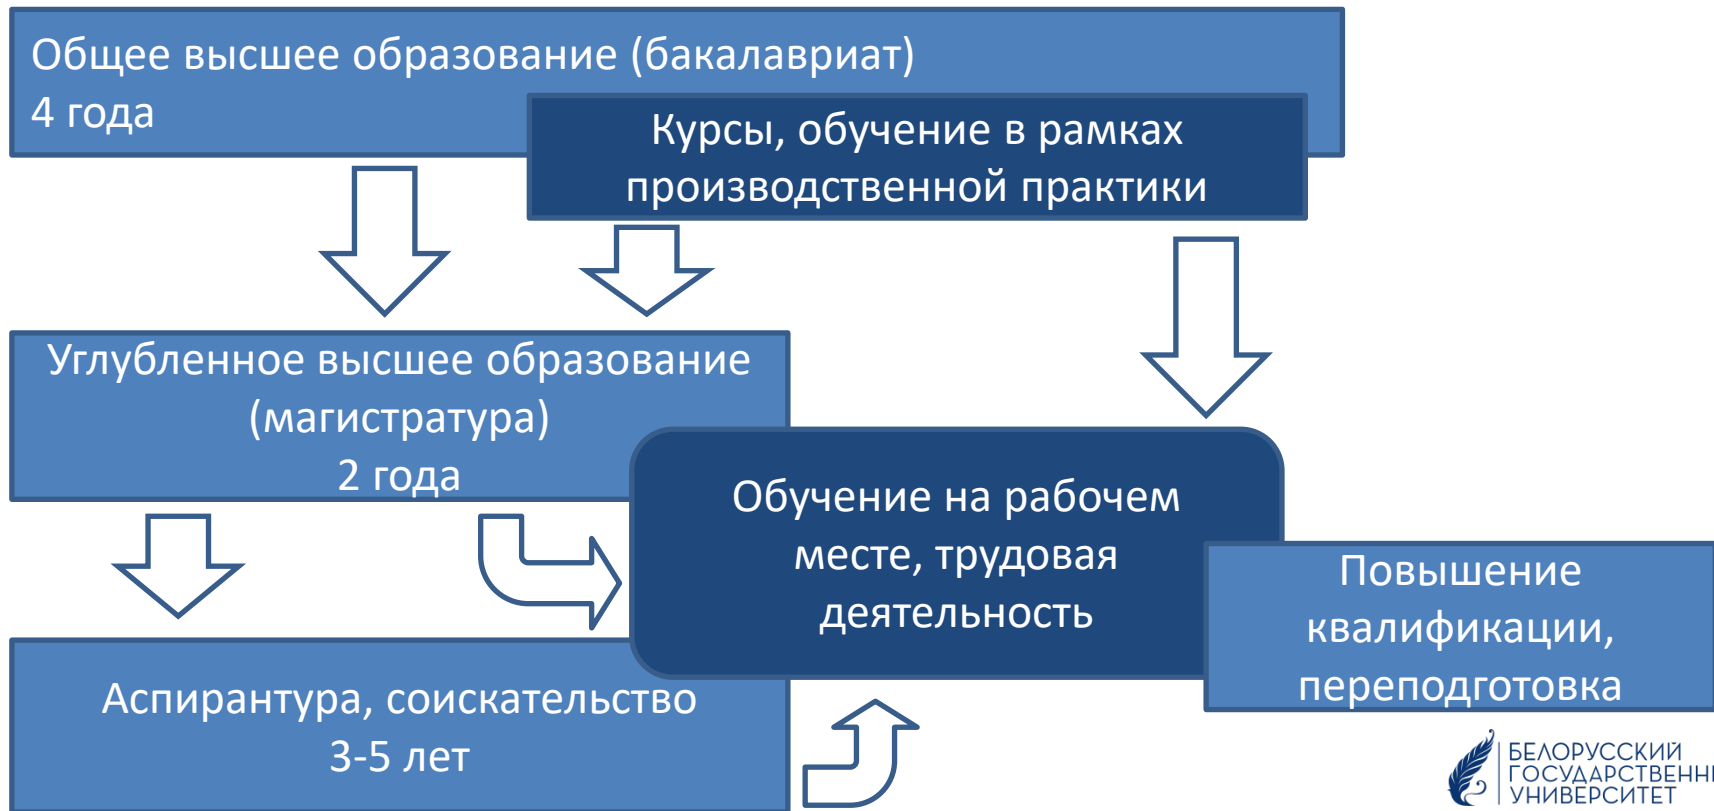 Общее высшее образование (бакалавриат)
4 года
Курсы, обучение в рамках
производственной практики
Углубленное высшее образование
(магистратура)
2 года
Обучение на рабочем
месте, трудовая
деятельность
Повышение
квалификации,
переподготовка
Аспирантура, соискательство
3-5 лет
БЕЛОРУССКИЙ
ГОСУДАРСТВЕНН
УНИВЕРСИТЕТ